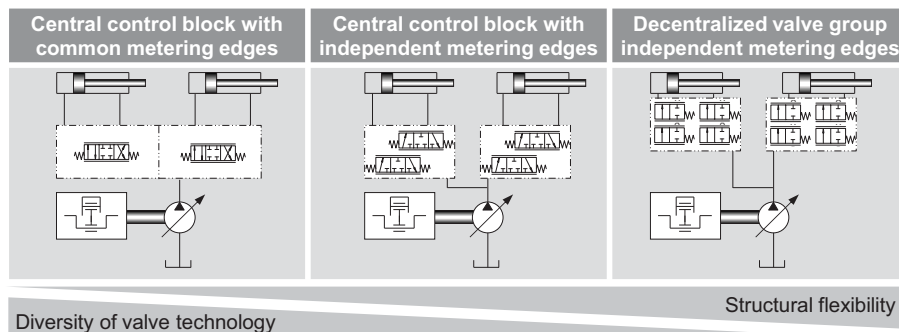 Central control block with
common metering edges
Central control block with
independent metering edges
Decentralized valve group
independent metering edges
Structural flexibility
Diversity of valve technology